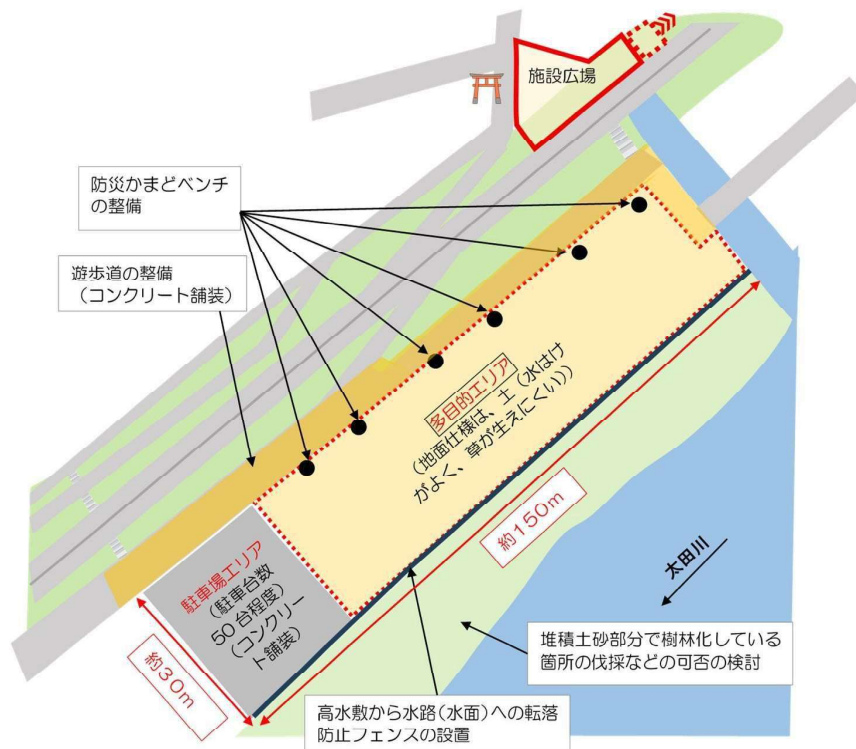 施設広場
防災かまどベンチ
の整備
遊歩道の整備
（コンクリート舗装）
多目的エリア
（地面仕様は、土（水はけ
がよく、草が生えにくい））
約150m
太田川
駐車場エリア
（駐車台数
50台程度）
（コンクリー
ト舗装）
約30m
堆積土砂部分で樹林化している
箇所の伐採などの可否の検討
高水敷から水路（水面）への転落
防止フェンスの設置